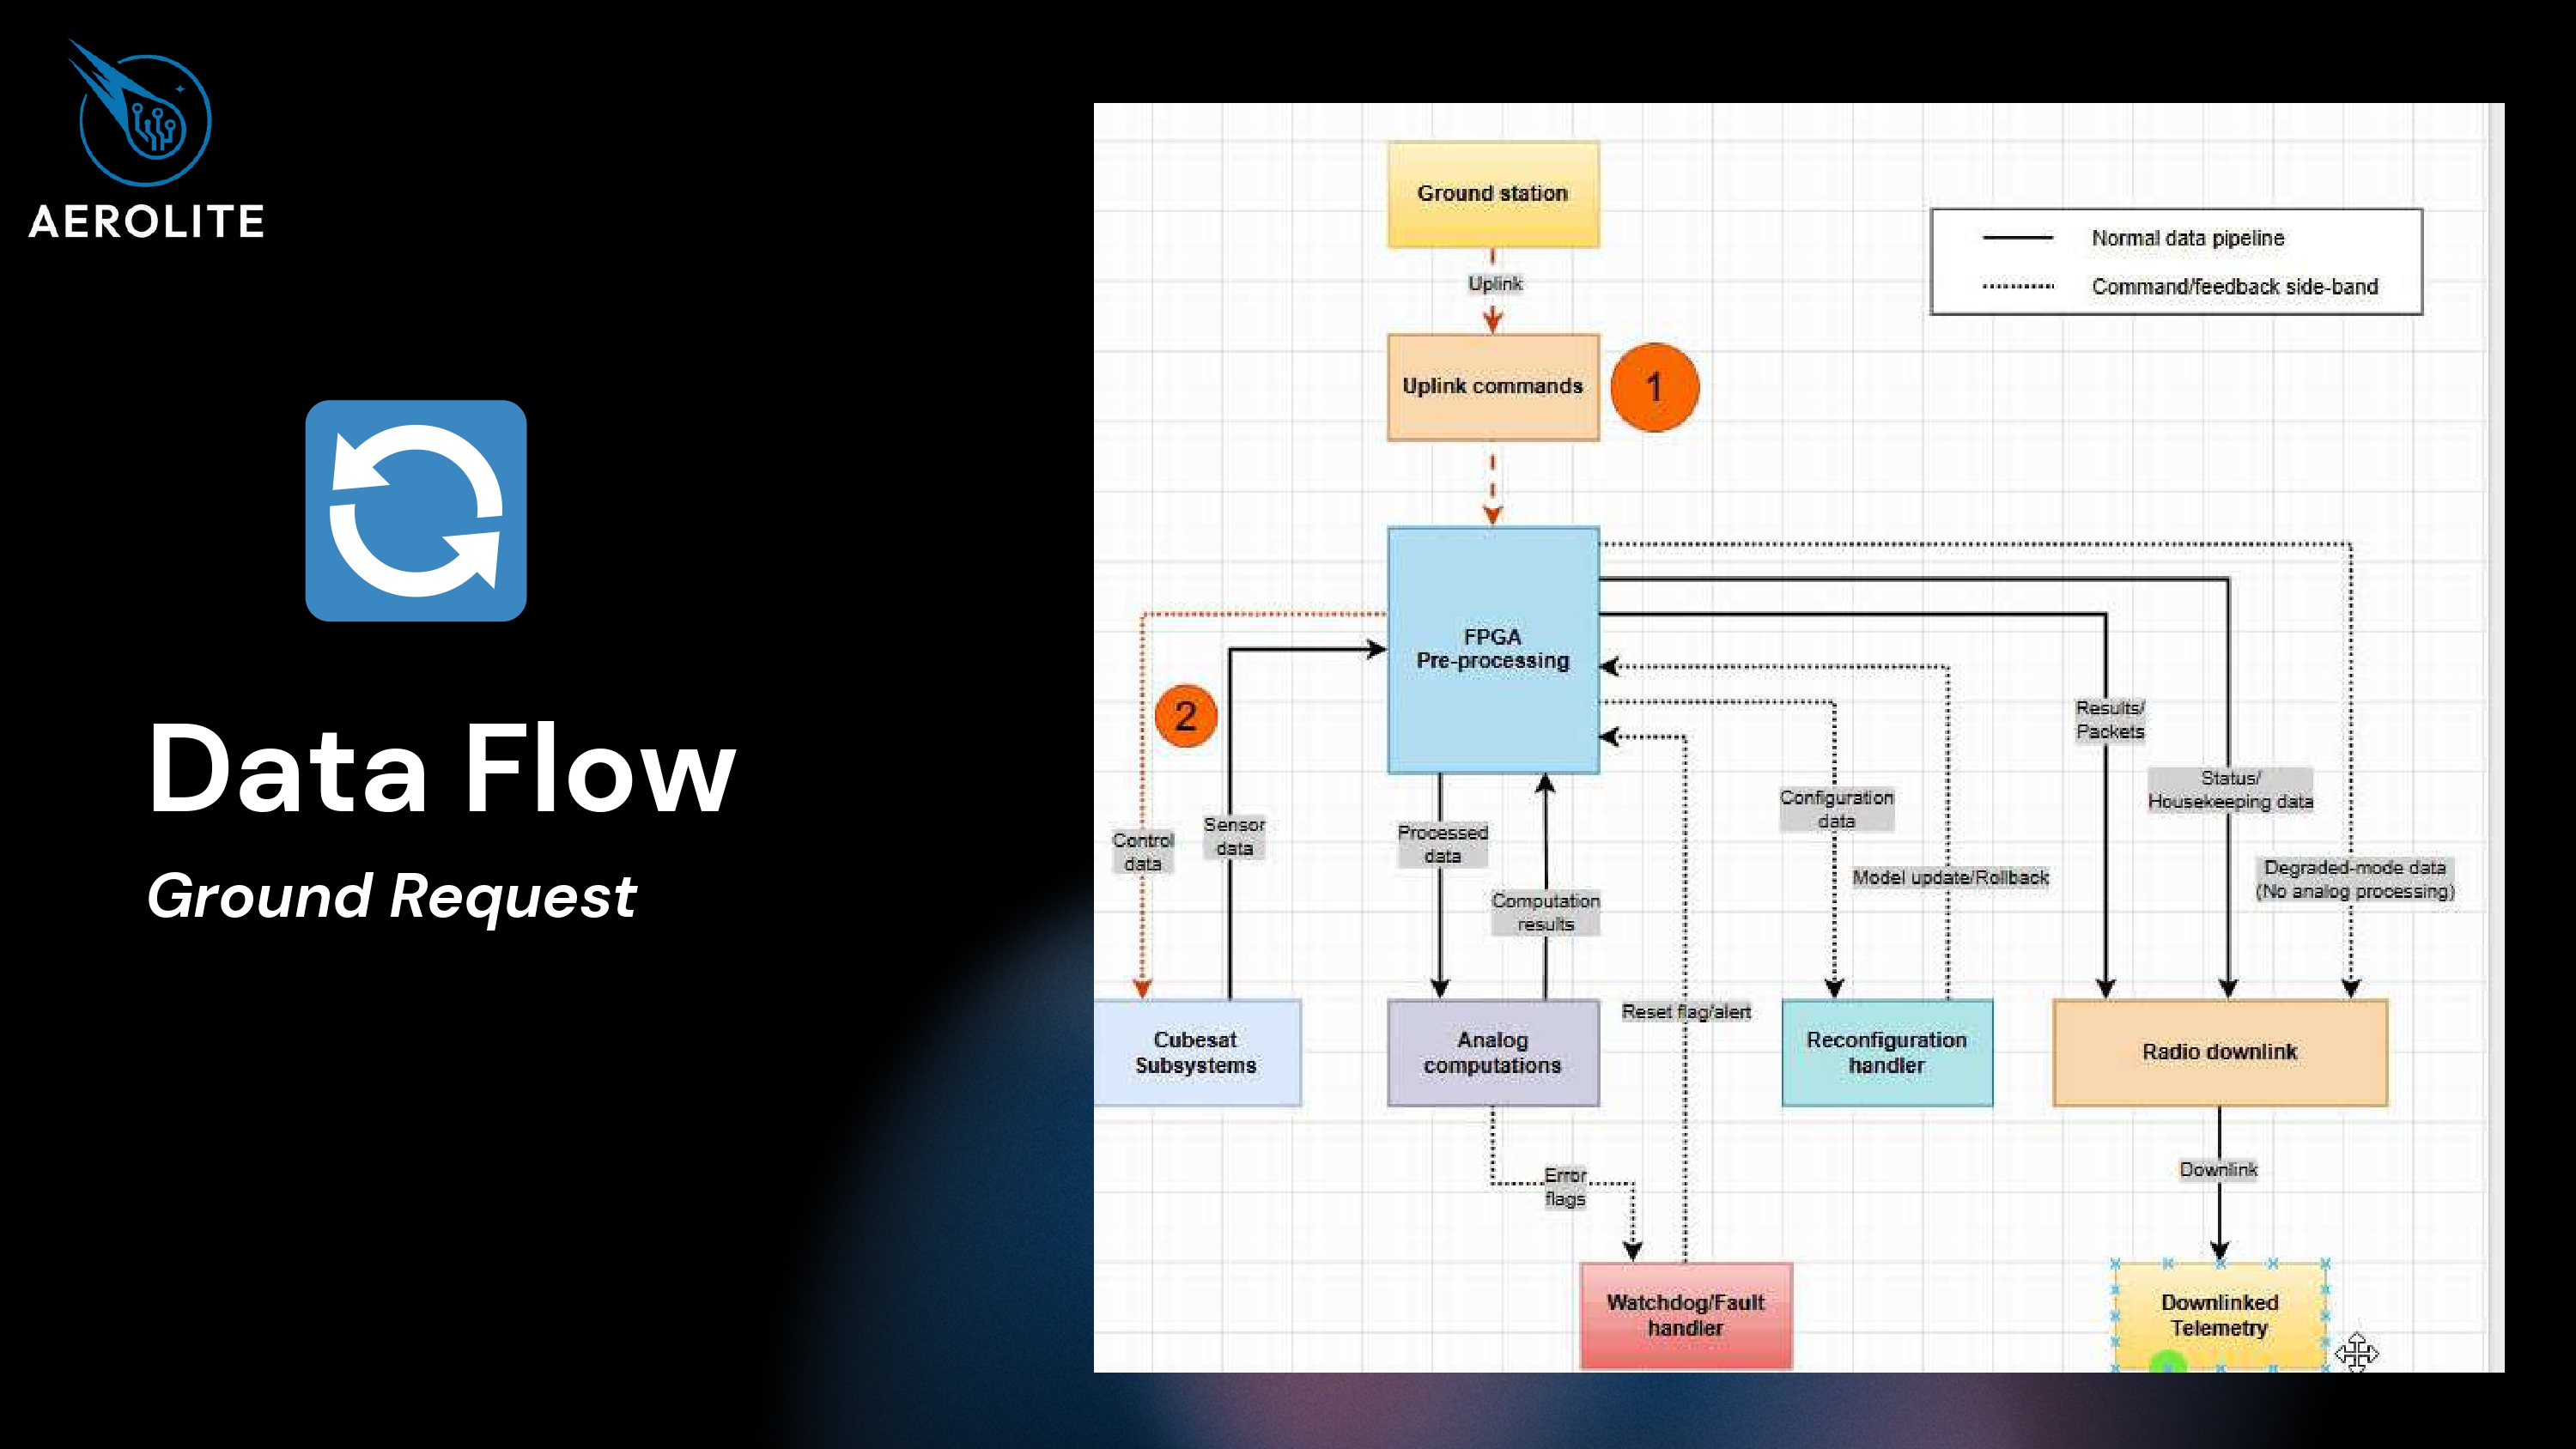 AEROLITE
Data Flow
Ground Request
Ground station
Normal data pipeline
Command/feedback side-band
Uplink
Uplink commands
1
FPGA
Pre-processing
2
Results/
Packets
Status/
Housekeeping data
Configuration
data
Sensor
data
Control
data
Processed
data
Model update/Rollback
Degraded-mode data
(No analog processing)
Computation
results
Reset flag/alert
Cubesat
Subsystems
Analog
computations
Reconfiguration
handler
Radio downlink
Error
flags
Downlink
Watchdog/Fault
handler
Downlinked
Telemetry